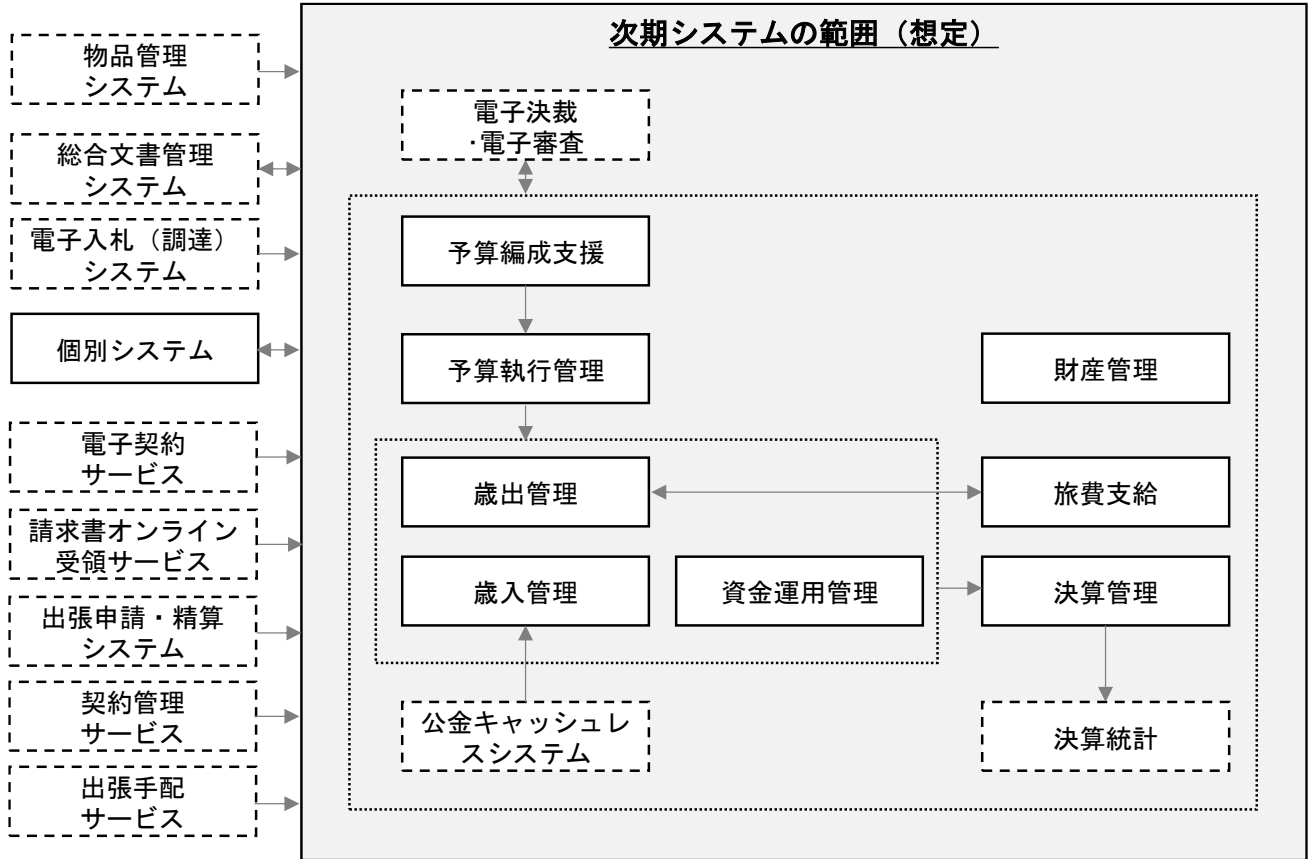 次期システムの範囲（想定）
物品管理
システム
総合文書管理
システム
電子入札（調達）
システム
個別システム
電子契約
サービス
請求書オンライン
受領サービス
出張申請・精算
システム
契約管理
サービス
出張手配
サービス
電子決裁
・電子審査
予算編成支援
予算執行管理
財産管理
歳出管理
旅費支給
歳入管理
資金運用管理
決算管理
公金キャッシュレ
スシステム
決算統計